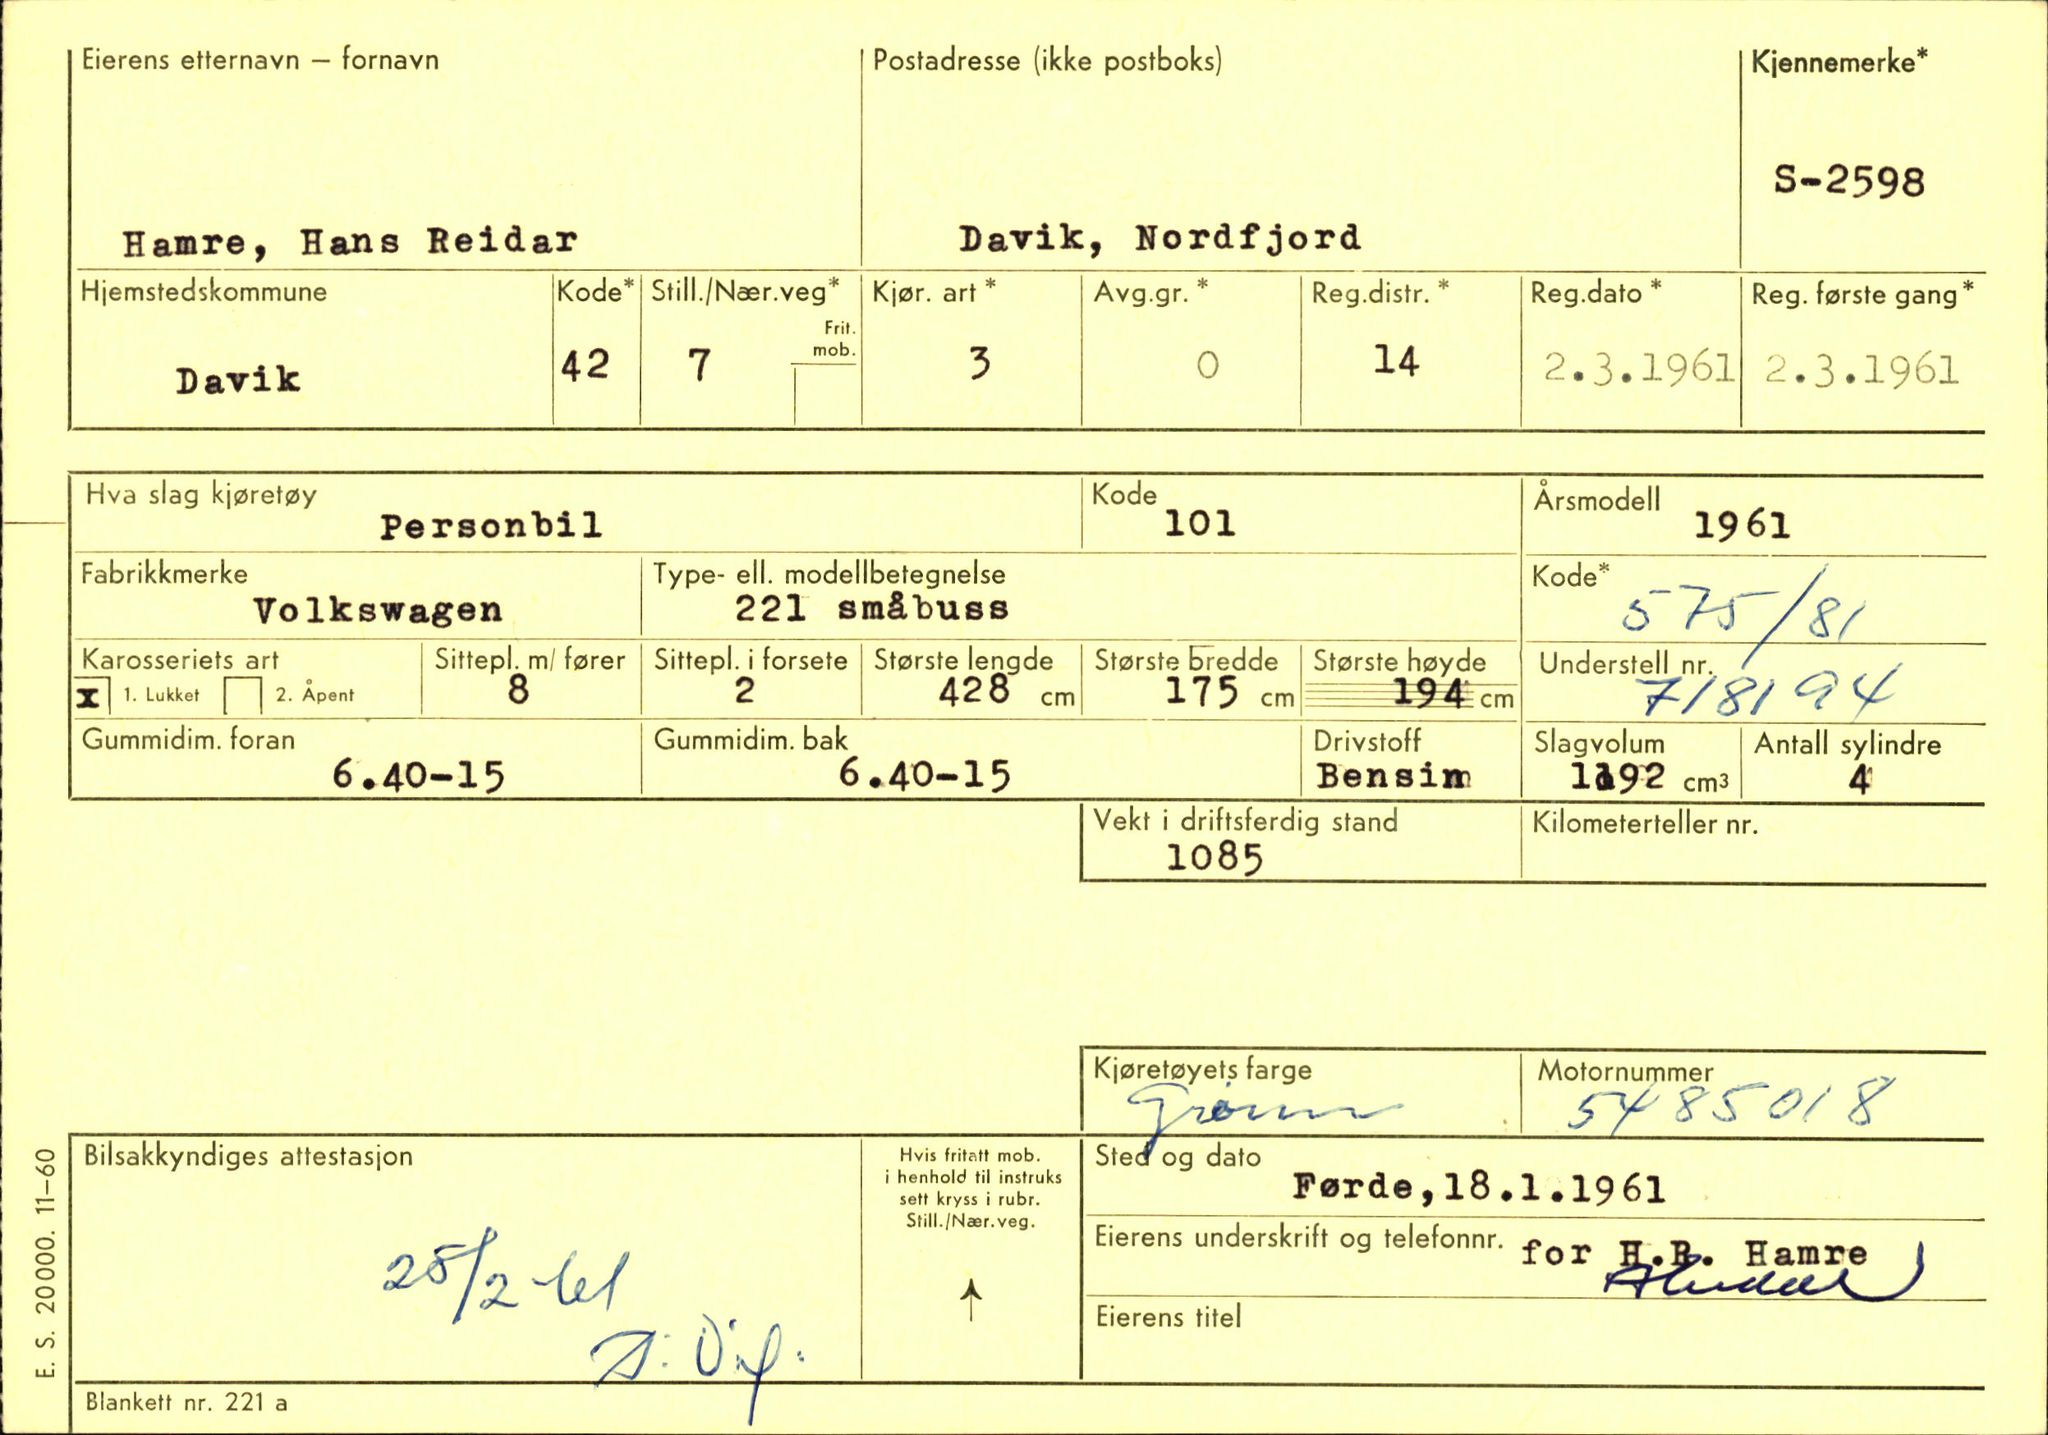 Eierens etternavn – fornavn
Hamre, Hans Reidar
Postadresse (ikke postboks)
Davik, Nordfjord
Kjennemerke*
S-2598
Hjemstedskommune
Davik
Kode*
42
Still./Nær.veg*
7
Frit.
mob.
Kjør. art *
3
Avg.gr. *
0
Reg.distr. *
14
Reg.dato *
2.3.1961
Reg. første gang *
2.3.1961
Hva slag kjøretøy
Personbil
Kode
101
Årsmodell
1961
Fabrikkmerke
Volkswagen
Type- ell. modellbetegnelse
221 småbuss
Kode*
575/81
Karosseriets art
x 1. Lukket 2. Åpent
Sittepl. m/ fører
8
Sittepl. i forsete
2
Største lengde
428 cm
Største bredde
175 cm
Største høyde
194 cm
Understell nr.
718194
Gummidim. foran
6.40-15
Gummidim. bak
6.40-15
Drivstoff
Bensin
Slagvolum
1192 cm³
Antall sylindre
4
Vekt i driftsferdig stand
1085
Kilometerteller nr.
Kjøretøyets farge
Grønn
Motornummer
5485018
Bilsakkyndiges attestasjon
25/2-61
Hvis fritatt mob.
i henhold til instruks
sett kryss i rubr.
Still./Nær.veg.
Sted og dato
Førde,18.1.1961
Eierens underskrift og telefonnr.
for H.R. Hamre
Eierens titel
E. S. 20000. 11–60
Blankett nr. 221 a